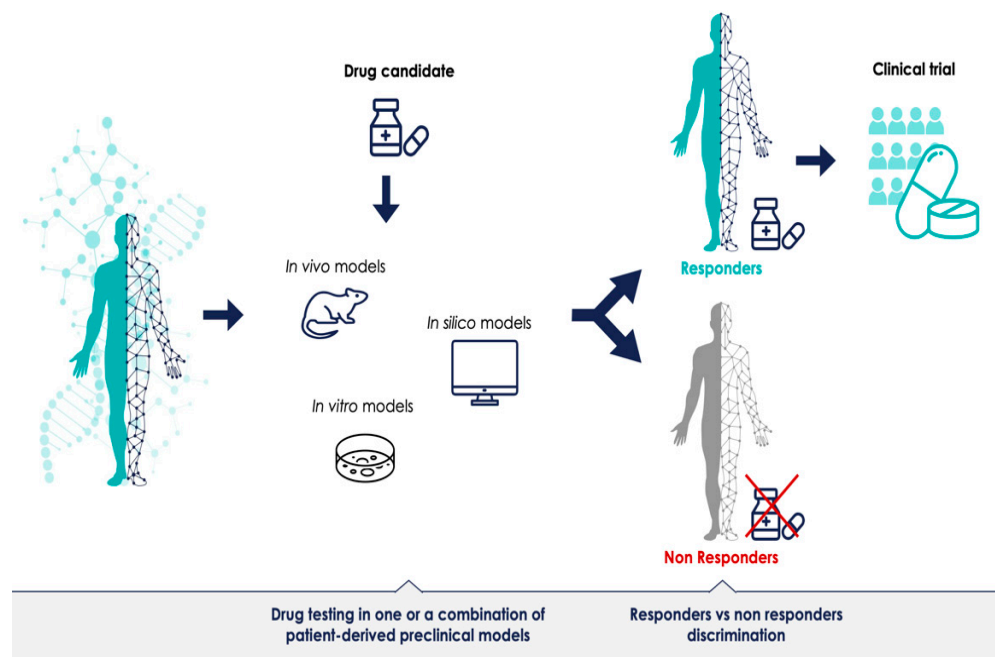 Drug candidate
Clinical trial
In vivo models
Responders
In silico models
In vitro models
Non Responders
Drug testing in one or a combination of
patient-derived preclinical models
Responders vs non responders
discrimination